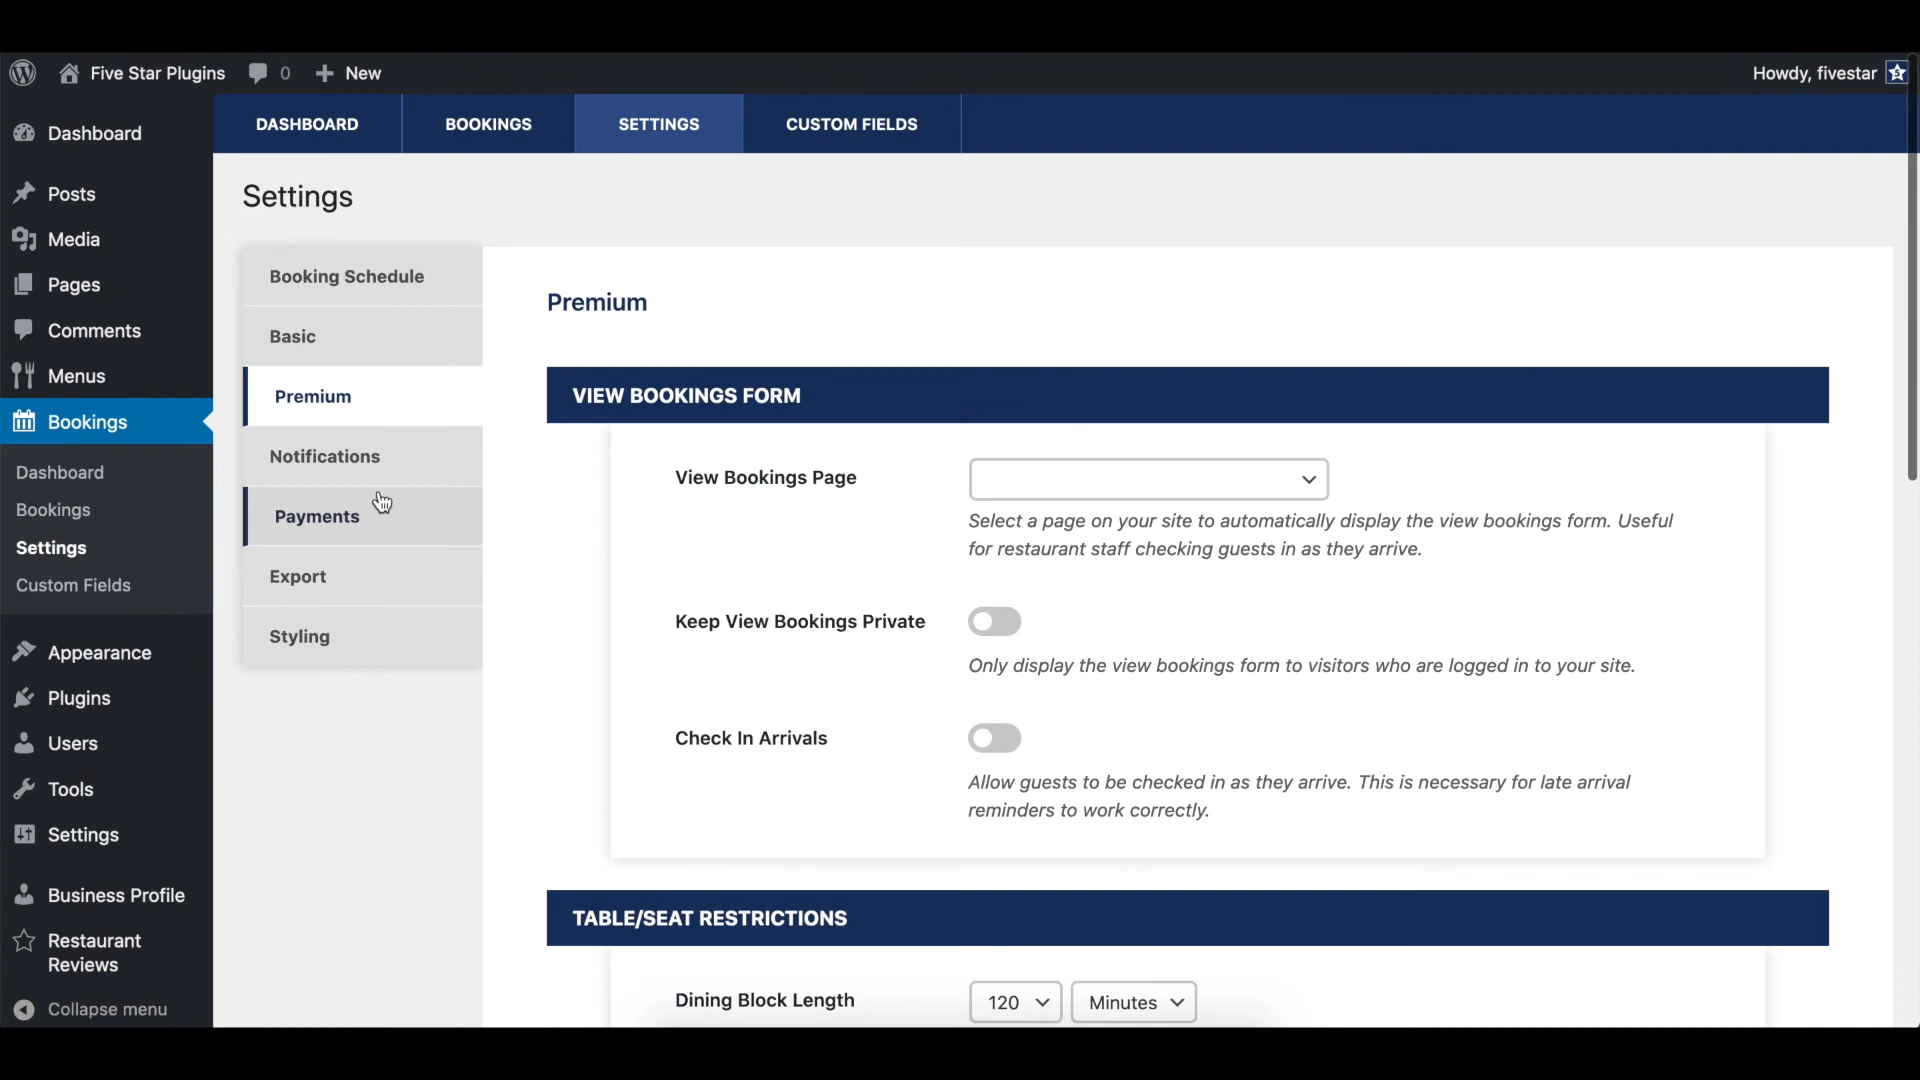 Five Star Plugins 0 New Howdy, fivestar
Dashboard
Posts
Media
Pages
Comments
Menus
Bookings
Dashboard
Bookings
Settings
Custom Fields
Appearance
Plugins
Users
Tools
Settings
Business Profile
Restaurant
Reviews
Collapse menu
DASHBOARD BOOKINGS SETTINGS CUSTOM FIELDS
Settings
Booking Schedule
Basic
Premium
Notifications
Payments
Export
Styling
Premium
VIEW BOOKINGS FORM
View Bookings Page
Select a page on your site to automatically display the view bookings form. Useful
for restaurant staff checking guests in as they arrive.
Keep View Bookings Private
Only display the view bookings form to visitors who are logged in to your site.
Check In Arrivals
Allow guests to be checked in as they arrive. This is necessary for late arrival
reminders to work correctly.
TABLE/SEAT RESTRICTIONS
Dining Block Length 120 Minutes